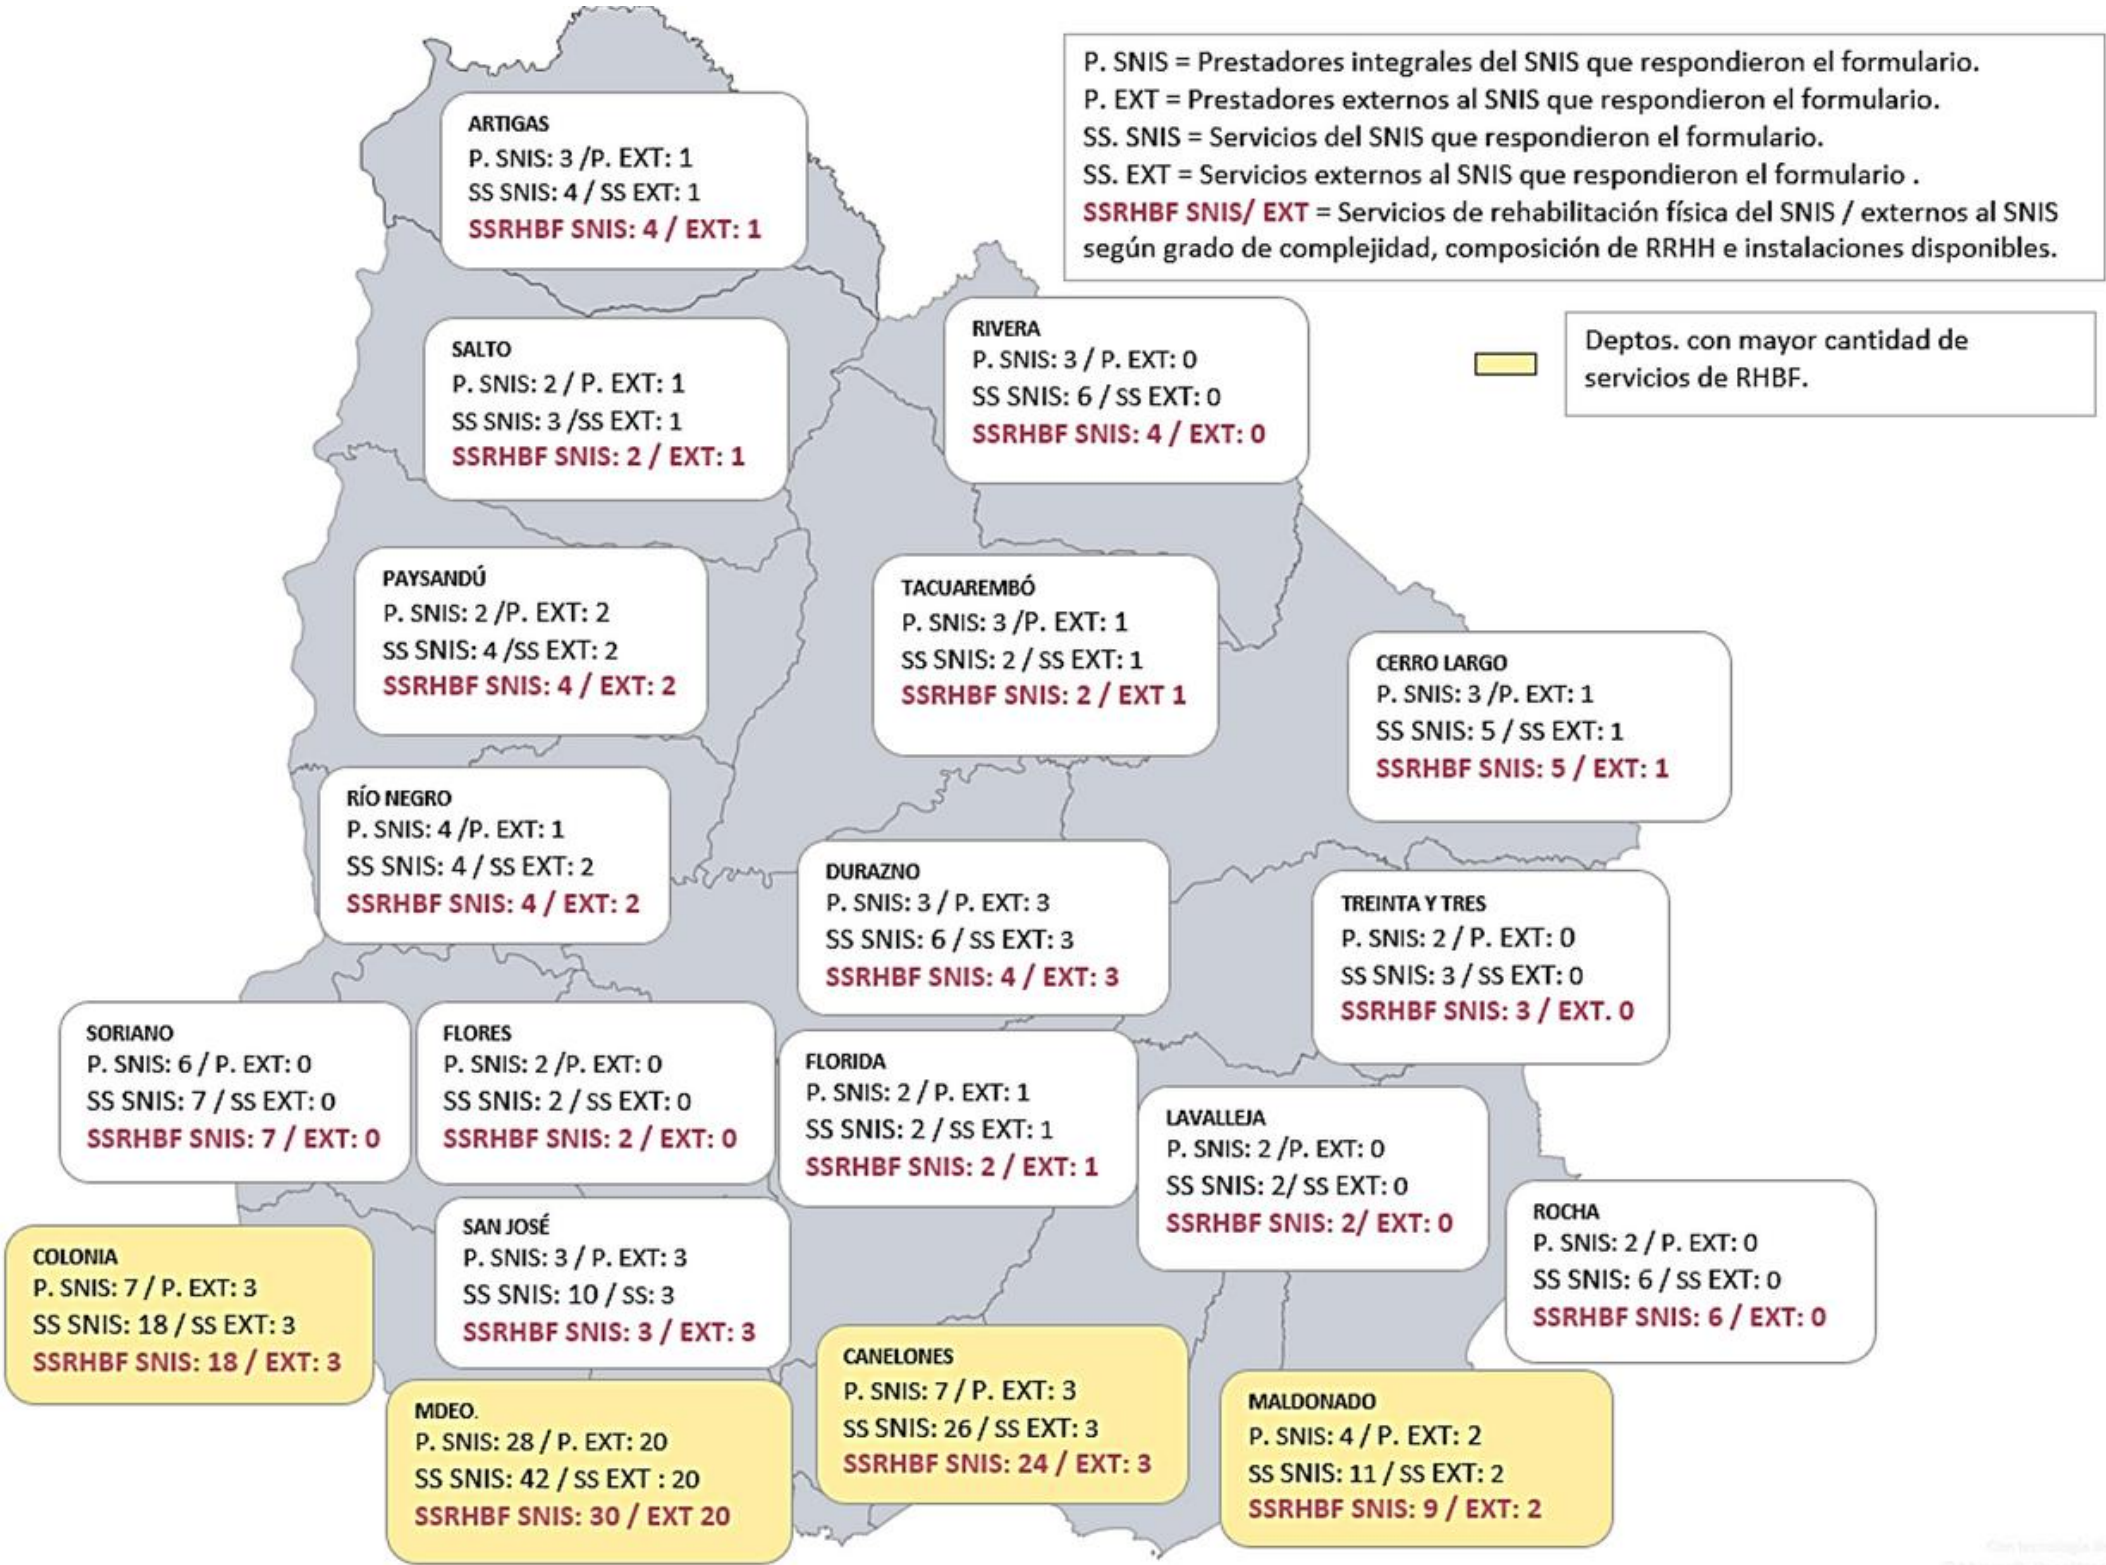 P. SNIS = Prestadores integrales del SNIS que respondieron el formulario.
P. EXT = Prestadores externos al SNIS que respondieron el formulario.
SS. SNIS = Servicios del SNIS que respondieron el formulario.
SS. EXT = Servicios externos al SNIS que respondieron el formulario .
SSRHBF SNIS/ EXT = Servicios de rehabilitación física del SNIS / externos al SNIS
según grado de complejidad, composición de RRHH e instalaciones disponibles.
Deptos. con mayor cantidad de
servicios de RHBF.
ARTIGAS
P. SNIS: 3 /P. EXT: 1
SS SNIS: 4 / SS EXT: 1
SSRHBF SNIS: 4 / EXT: 1
SALTO
P. SNIS: 2 / P. EXT: 1
SS SNIS: 3 /SS EXT: 1
SSRHBF SNIS: 2 / EXT: 1
RIVERA
P. SNIS: 3 / P. EXT: 0
SS SNIS: 6 / SS EXT: 0
SSRHBF SNIS: 4 / EXT: 0
PAYSANDÚ
P. SNIS: 2 /P. EXT: 2
SS SNIS: 4 /SS EXT: 2
SSRHBF SNIS: 4 / EXT: 2
TACUAREMBÓ
P. SNIS: 3 /P. EXT: 1
SS SNIS: 2 / SS EXT: 1
SSRHBF SNIS: 2 / EXT 1
CERRO LARGO
P. SNIS: 3 /P. EXT: 1
SS SNIS: 5 / SS EXT: 1
SSRHBF SNIS: 5 / EXT: 1
RÍO NEGRO
P. SNIS: 4 /P. EXT: 1
SS SNIS: 4 / SS EXT: 2
SSRHBF SNIS: 4 / EXT: 2
DURAZNO
P. SNIS: 3 / P. EXT: 3
SS SNIS: 6 / SS EXT: 3
SSRHBF SNIS: 4 / EXT: 3
TREINTA Y TRES
P. SNIS: 2 / P. EXT: 0
SS SNIS: 3 / SS EXT: 0
SSRHBF SNIS: 3 / EXT. 0
SORIANO
P. SNIS: 6 / P. EXT: 0
SS SNIS: 7 / SS EXT: 0
SSRHBF SNIS: 7 / EXT: 0
FLORES
P. SNIS: 2 /P. EXT: 0
SS SNIS: 2 / SS EXT: 0
SSRHBF SNIS: 2 / EXT: 0
FLORIDA
P. SNIS: 2 / P. EXT: 1
SS SNIS: 2 / SS EXT: 1
SSRHBF SNIS: 2 / EXT: 1
LAVALLEJA
P. SNIS: 2 /P. EXT: 0
SS SNIS: 2/ SS EXT: 0
SSRHBF SNIS: 2/ EXT: 0
ROCHA
P. SNIS: 2 / P. EXT: 0
SS SNIS: 6 / SS EXT: 0
SSRHBF SNIS: 6 / EXT: 0
COLONIA
P. SNIS: 7 / P. EXT: 3
SS SNIS: 18 / SS EXT: 3
SSRHBF SNIS: 18 / EXT: 3
SAN JOSÉ
P. SNIS: 3 / P. EXT: 3
SS SNIS: 10 / SS: 3
SSRHBF SNIS: 3 / EXT: 3
MDEO.
P. SNIS: 28 / P. EXT: 20
SS SNIS: 42 / SS EXT : 20
SSRHBF SNIS: 30 / EXT 20
CANELONES
P. SNIS: 7 / P. EXT: 3
SS SNIS: 26 / SS EXT: 3
SSRHBF SNIS: 24 / EXT: 3
MALDONADO
P. SNIS: 4 / P. EXT: 2
SS SNIS: 11 / SS EXT: 2
SSRHBF SNIS: 9 / EXT: 2